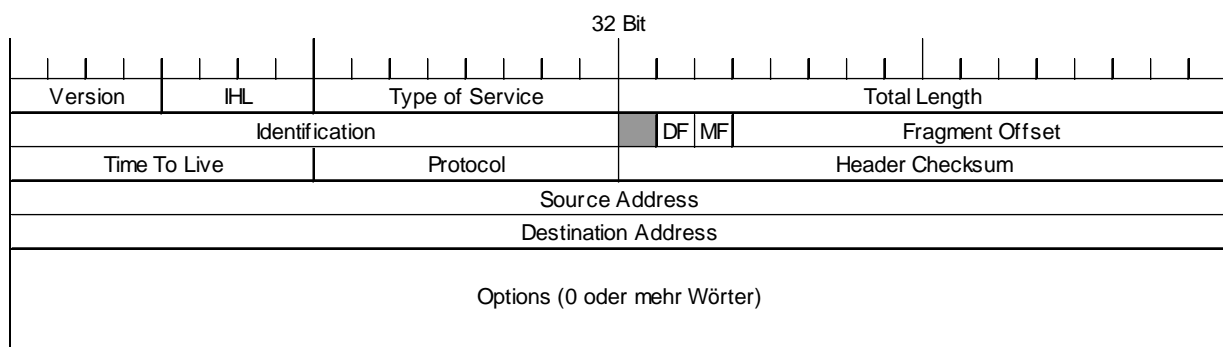 32 Bit
Version IHL Type of Service Total Length
Identification DF MF Fragment Offset
Time To Live Protocol Header Checksum
Source Address
Destination Address
Options (0 oder mehr Wörter)